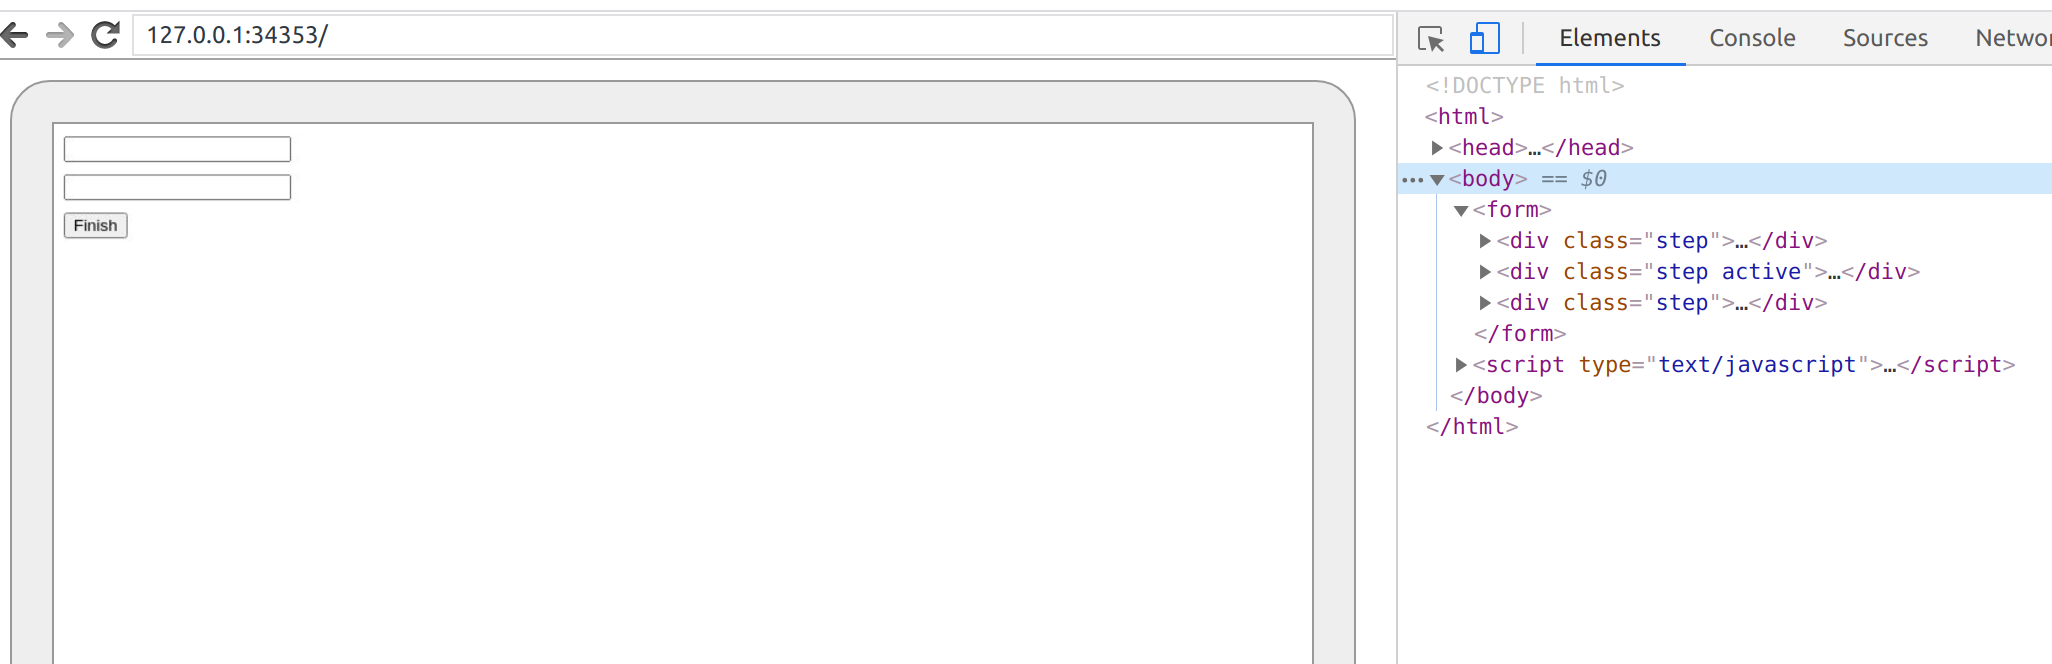 127.0.0.1:34353/
Elements Console Sources
Finish
<!DOCTYPE html>
<html>
▶<head>…</head>
… ▼<body> == $0
▼<form>
▶<div class="step">…</div>
▶<div class="step active">…</div>
▶<div class="step">…</div>
</form>
▶<script type="text/javascript">…</script>
</body>
</html>